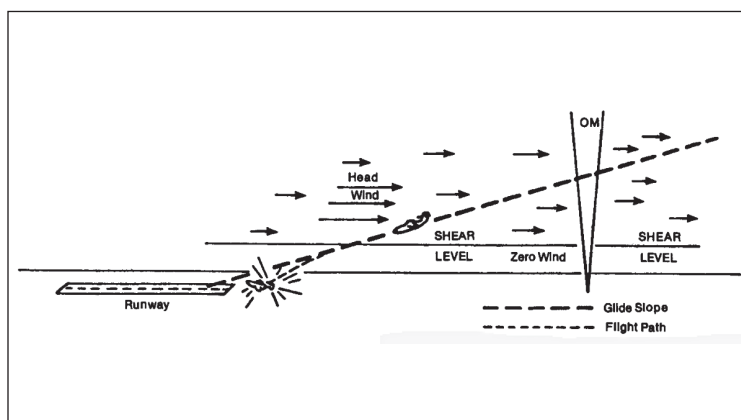 OM
Head
Wind
SHEAR
LEVEL
Zero Wind
SHEAR
LEVEL
Runway
Glide Slope
Flight Path